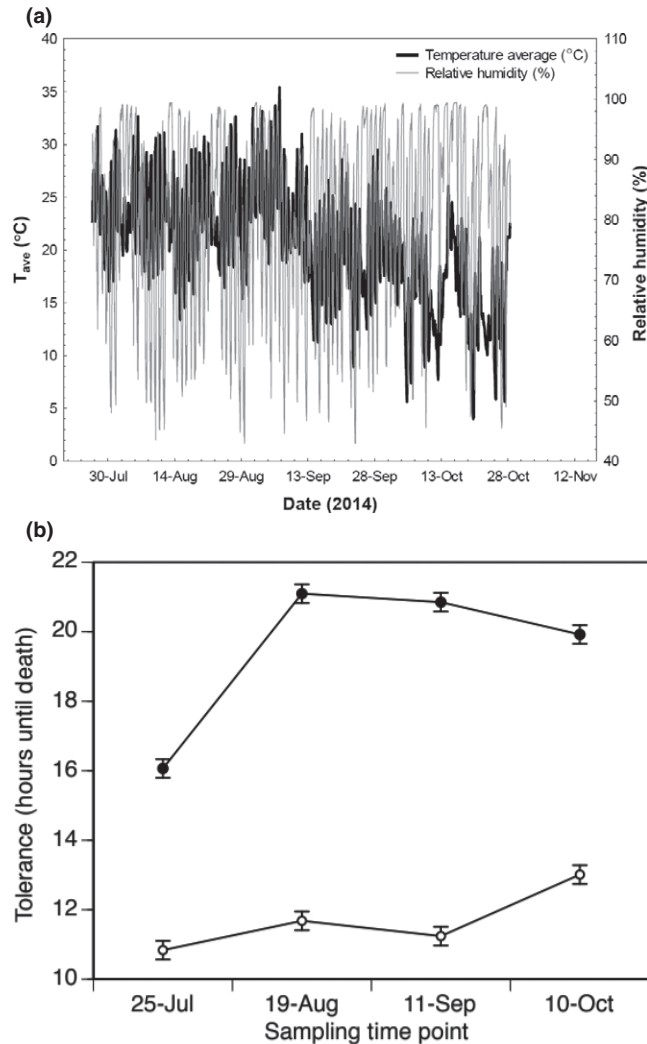 (a)
40
35
30
25
20
15
10
5
0
T_ave (°C)
Temperature average (°C)
Relative humidity (%)
110
100
90
80
70
60
50
40
Relative humidity (%)
30-Jul 14-Aug 29-Aug 13-Sep 28-Sep 13-Oct 28-Oct 12-Nov
Date (2014)
(b)
22
20
18
16
14
13
12
10
Tolerance (hours until death)
25-Jul 19-Aug 11-Sep 10-Oct
Sampling time point